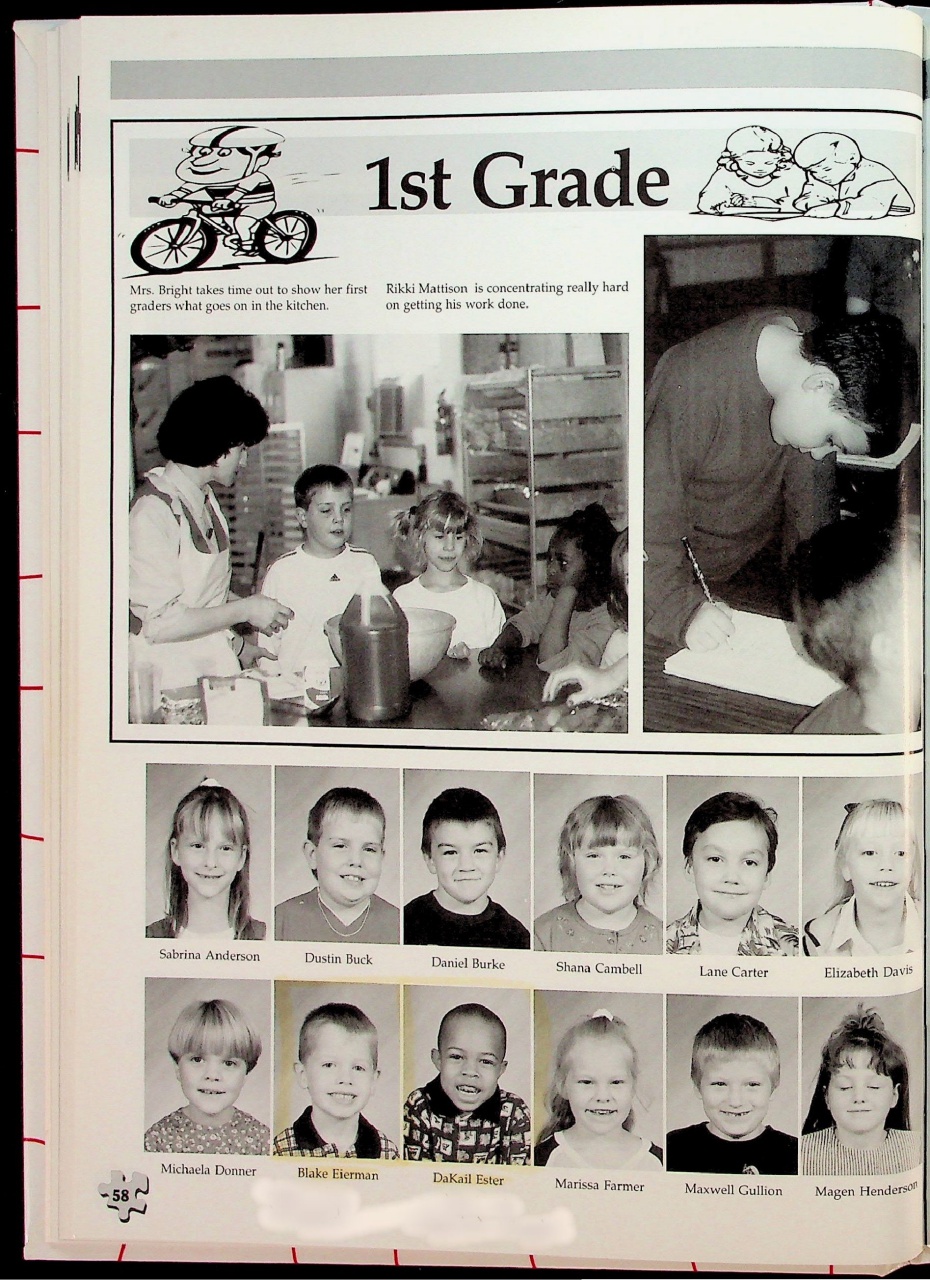 1st Grade
Mrs. Bright takes time out to show her first
graders what goes on in the kitchen.
Rikki Mattison is concentrating really hard
on getting his work done.
Sabrina Anderson
Dustin Buck
Daniel Burke
Shana Cambell
Lane Carter
Elizabeth Davis
Michaela Donner
Blake Eierman
DaKail Ester
Marissa Farmer
Maxwell Gullion
Magen Henderson
58